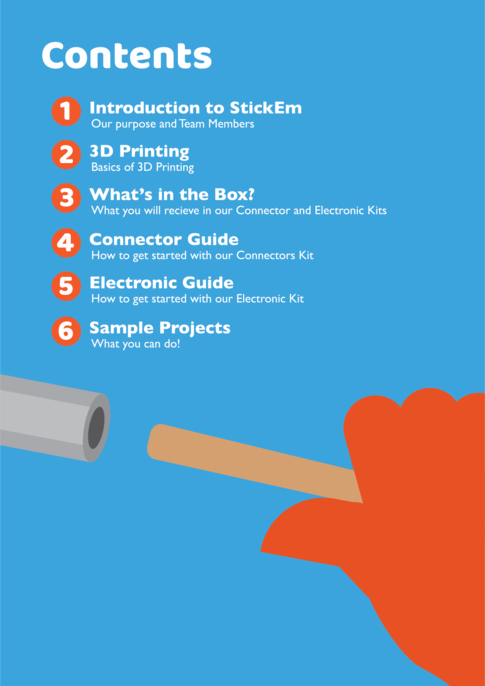 Contents
1 Introduction to StickEm
Our purpose and Team Members
2 3D Printing
Basics of 3D Printing
3 What's in the Box?
What you will recieve in our Connector and Electronic Kits
4 Connector Guide
How to get started with our Connectors Kit
5 Electronic Guide
How to get started with our Electronic Kit
6 Sample Projects
What you can do!